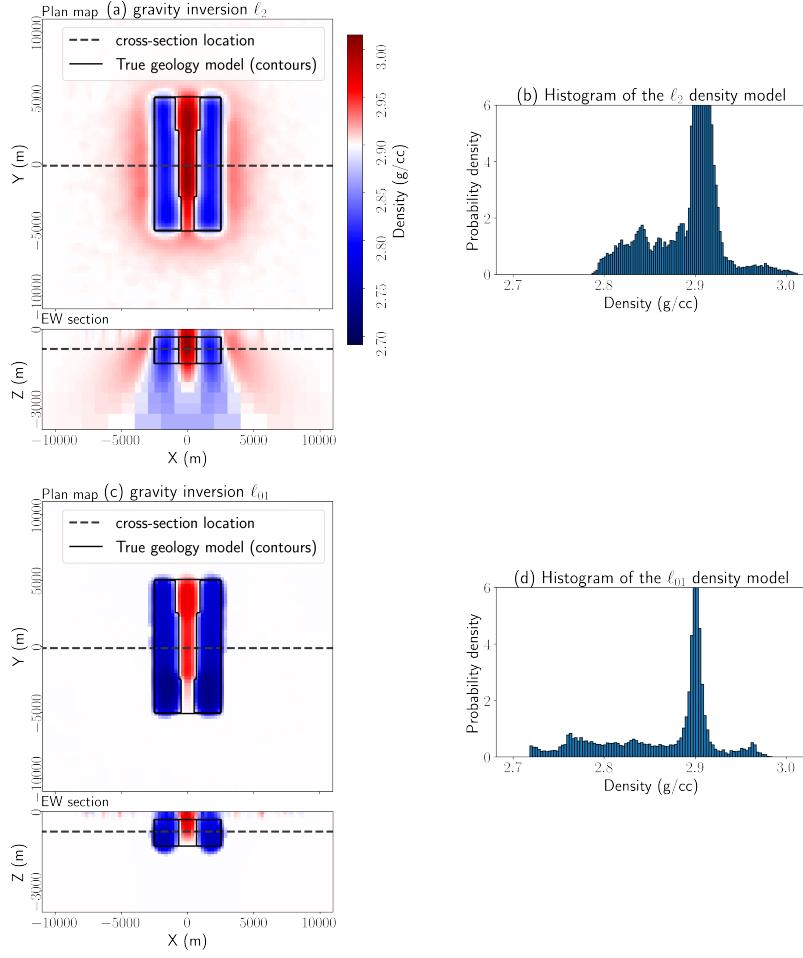 Plan map (a) gravity inversion ℓ2
cross-section location
True geology model (contours)
10000
5000
0
−5000
−10000
Y (m)
3.00
2.95
2.90
2.85
2.80
2.75
2.70
Density (g/cc)
EW section
0
−3000
Z (m)
−10000 −5000 0 5000 10000
X (m)
(b) Histogram of the ℓ2 density model
6
4
2
0
Probability density
2.7 2.8 2.9 3.0
Density (g/cc)
Plan map (c) gravity inversion ℓ01
cross-section location
True geology model (contours)
10000
5000
0
−5000
−10000
Y (m)
EW section
0
−3000
Z (m)
−10000 −5000 0 5000 10000
X (m)
(d) Histogram of the ℓ01 density model
6
4
2
0
Probability density
2.7 2.8 2.9 3.0
Density (g/cc)